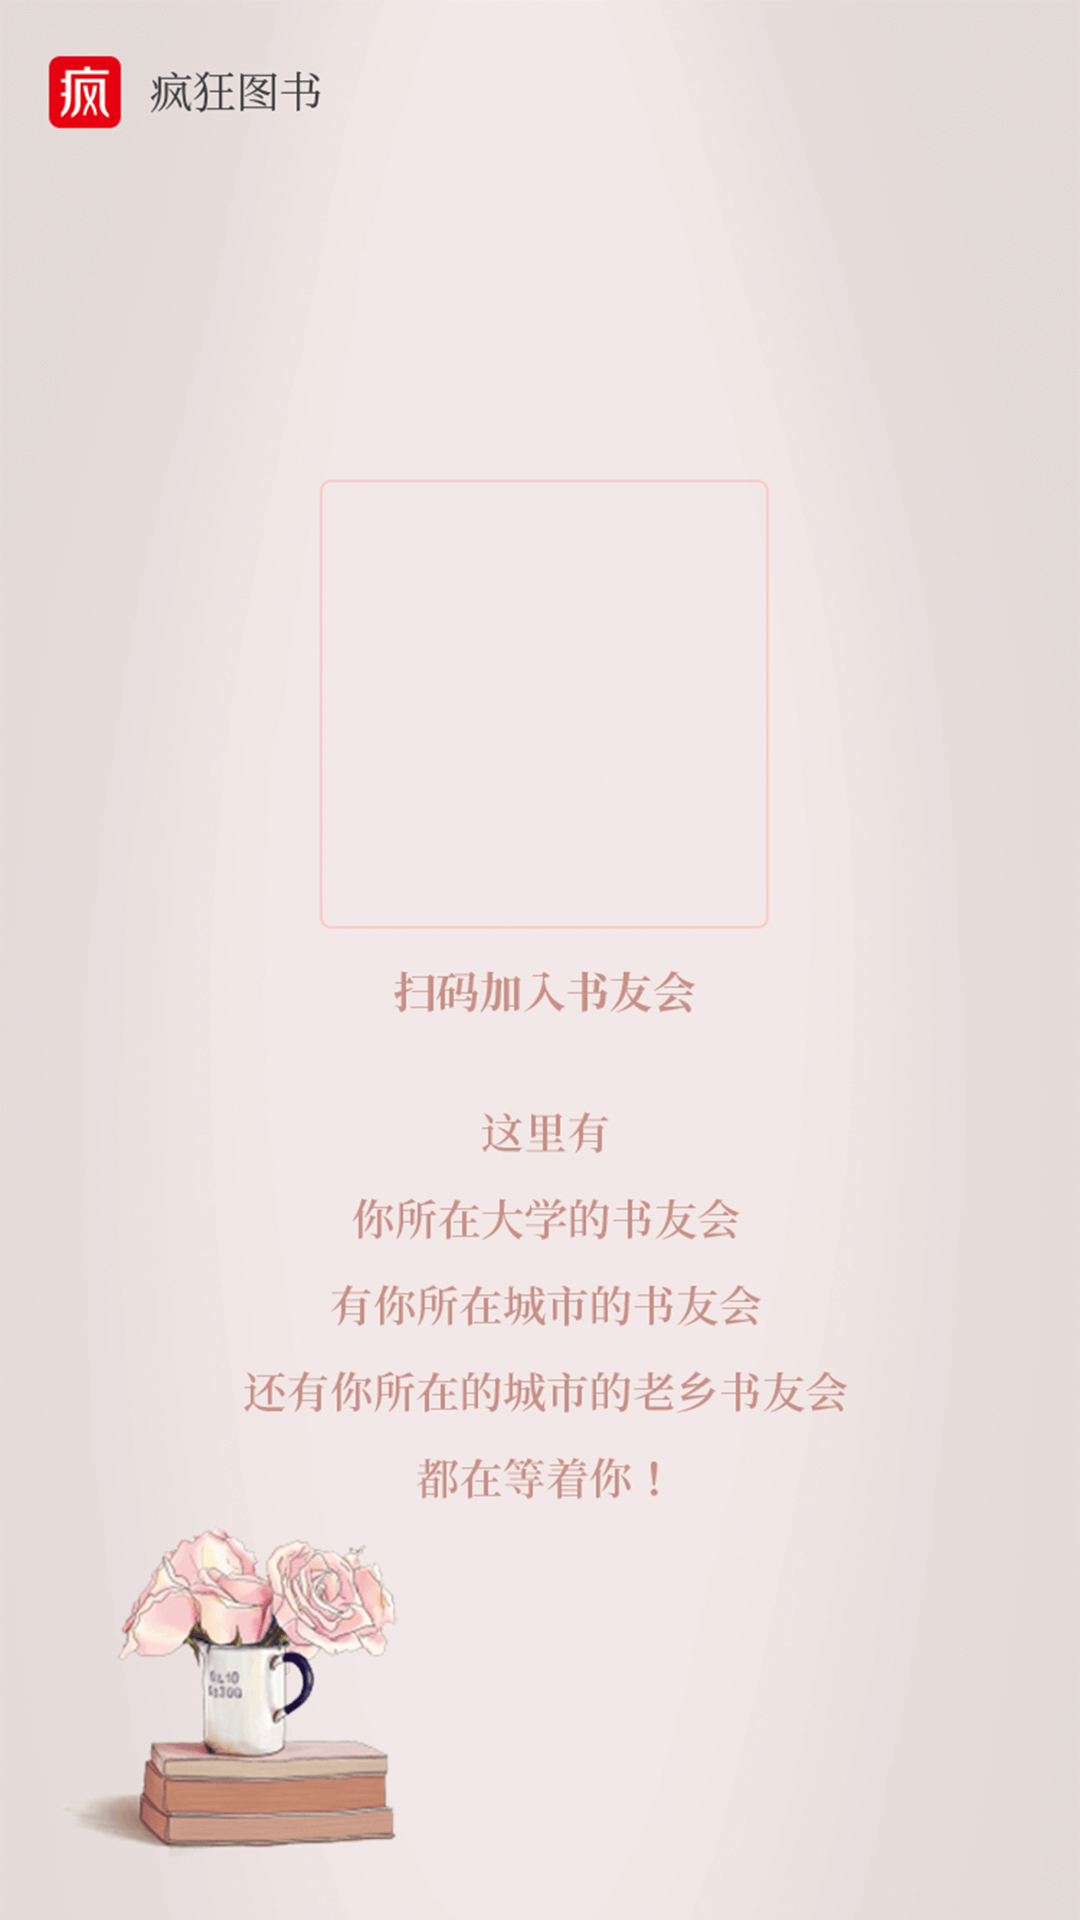 疯 疯狂图书
扫码加入书友会
这里有
你所在大学的书友会
有你所在城市的书友会
还有你所在的城市的老乡书友会
都在等着你！